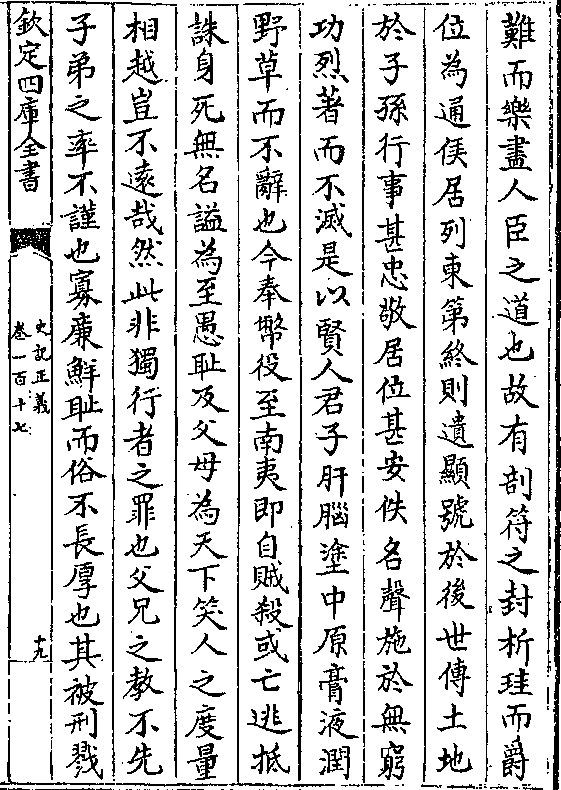 難而樂盡人臣之道也故有剖符之封析珪而爵
位為通侯居列東第終則遺顯號於後世傳土地
於子孫行事甚忠敬居位甚安佚名聲施於無窮
功烈著而不滅是以賢人君子肝腦塗中原膏液潤
野草而不辭也今奉幣役至南夷即自賊殺或亡逃抵
誅身死無名謚為至愚耻及父母為天下笑人之度量
相越豈不遠哉然此非獨行者之罪也父兄之教不先
子弟之率不謹也寡廉鮮耻而俗不長厚也其被刑戮
欽定四庫全書
史記正義
卷一百十七
十九